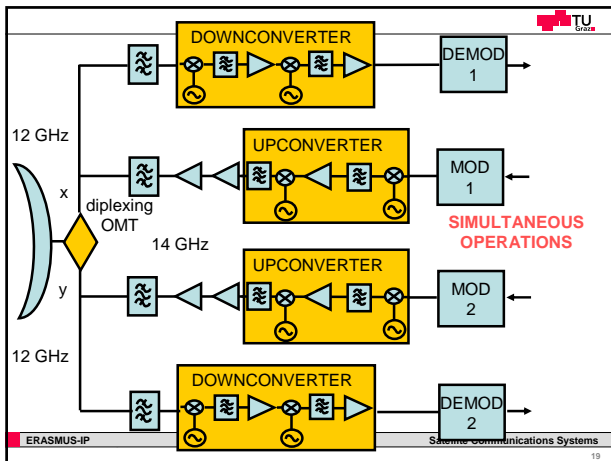 TU
Graz
DOWNCONVERTER
DEMOD
1
12 GHz
UPCONVERTER
MOD
1
x
diplexing
OMT
14 GHz
SIMULTANEOUS
OPERATIONS
UPCONVERTER
MOD
2
y
12 GHz
DOWNCONVERTER
DEMOD
2
ERASMUS-IP
Satellite Communications Systems
19